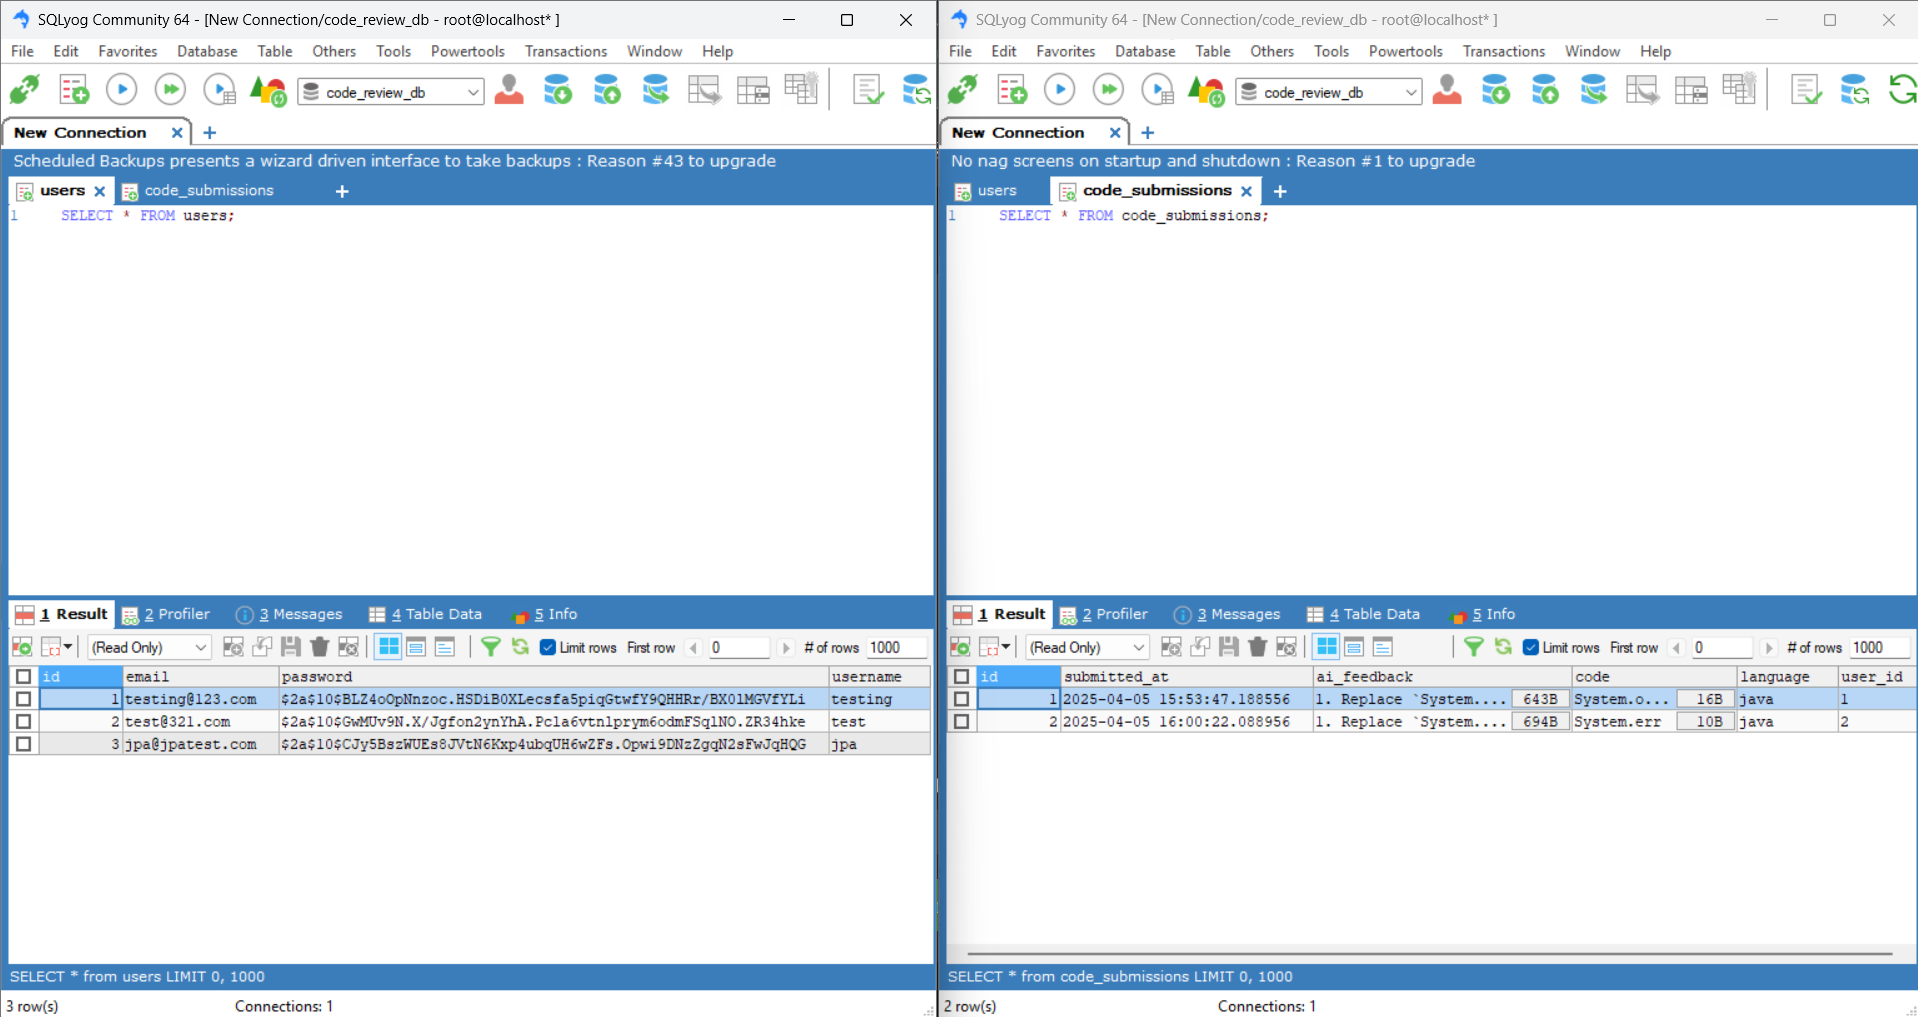 SQLyog Community 64 - [New Connection/code_review_db - root@localhost* ]
File Edit Favorites Database Table Others Tools Powertools Transactions Window Help
code_review_db
New Connection
Scheduled Backups presents a wizard driven interface to take backups : Reason #43 to upgrade
users code_submissions
1 SELECT * FROM users;
1 Result 2 Profiler 3 Messages 4 Table Data 5 Info
(Read Only) Limit rows First row 0 # of rows 1000
id email password username
1 testing@123.com $2a$10$BLZ4oOpNnzoc.HSDiB0XLecsfa5piqGtwfY9QHHRr/BX0lMGVfYLi testing
2 test@321.com $2a$10$GwMUv9N.X/Jgfon2ynYhA.Pcla6vtnlprym6odmFSqlNO.ZR34hke test
3 jpa@jpatest.com $2a$10$CJy5BszWUEs8JVtN6Kxp4ubqUH6wZFs.Opwi9DNzZgqN2sFwJqHQG jpa
SELECT * from users LIMIT 0, 1000
3 row(s) Connections: 1
SQLyog Community 64 - [New Connection/code_review_db - root@localhost* ]
File Edit Favorites Database Table Others Tools Powertools Transactions Window Help
code_review_db
New Connection
No nag screens on startup and shutdown : Reason #1 to upgrade
users code_submissions
1 SELECT * FROM code_submissions;
1 Result 2 Profiler 3 Messages 4 Table Data 5 Info
(Read Only) Limit rows First row 0 # of rows 1000
id submitted_at ai_feedback code language user_id
1 2025-04-05 15:53:47.188556 1. Replace `System.... 643B System.o... 16B java 1
2 2025-04-05 16:00:22.088956 1. Replace `System.... 694B System.err 10B java 2
SELECT * from code_submissions LIMIT 0, 1000
2 row(s) Connections: 1